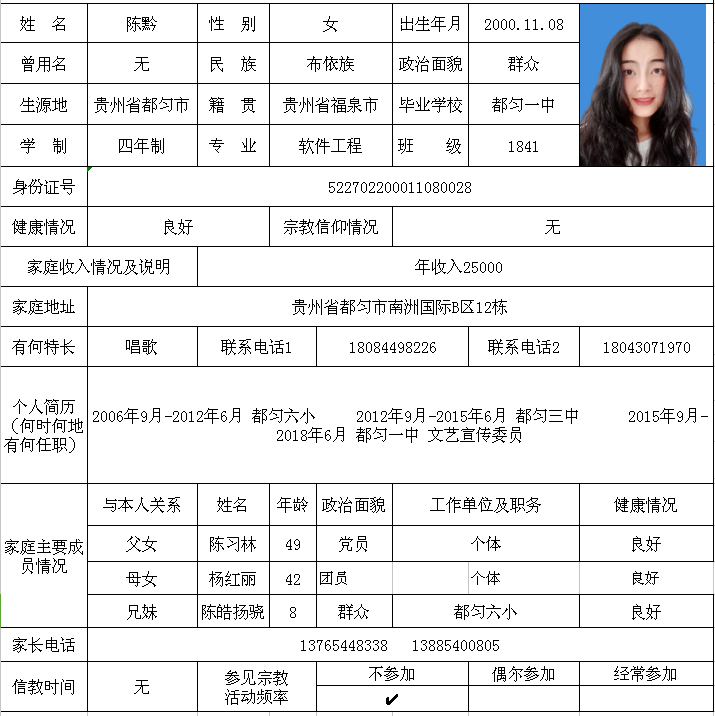 姓 名 陈黔 性 别 女 出生年月 2000.11.08
曾用名 无 民 族 布依族 政治面貌 群众
生源地 贵州省都匀市 籍 贯 贵州省福泉市 毕业学校 都匀一中
学 制 四年制 专 业 软件工程 班 级 1841
身份证号 522702200011080028
健康情况 良好 宗教信仰情况 无
家庭收入情况及说明 年收入25000
家庭地址 贵州省都匀市南洲国际B区12栋
有何特长 唱歌 联系电话1 18084498226 联系电话2 18043071970
个人简历
(何时何地
有何任职)
2006年9月-2012年6月 都匀六小 2012年9月-2015年6月 都匀三中 2015年9月-
2018年6月 都匀一中 文艺宣传委员
家庭主要成
员情况
与本人关系 姓名 年龄 政治面貌 工作单位及职务 健康情况
父女 陈习林 49 党员 个体 良好
母女 杨红丽 42 团员 个体 良好
兄妹 陈皓扬骁 8 群众 都匀六小 良好
家长电话 13765448338 13885400805
信教时间 无
参见宗教
活动频率
不参加 偶尔参加 经常参加
✔